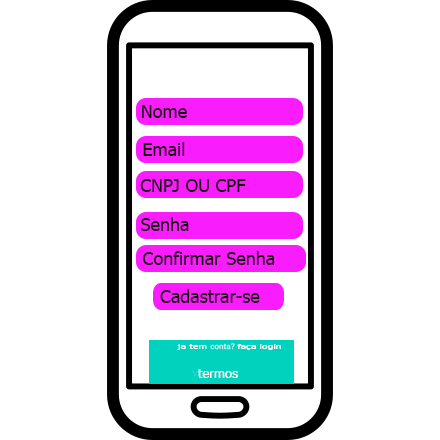 Nome
Email
CNPJ OU CPF
Senha
Confirmar Senha
Cadastrar-se
ja tem conta? faça login
termos